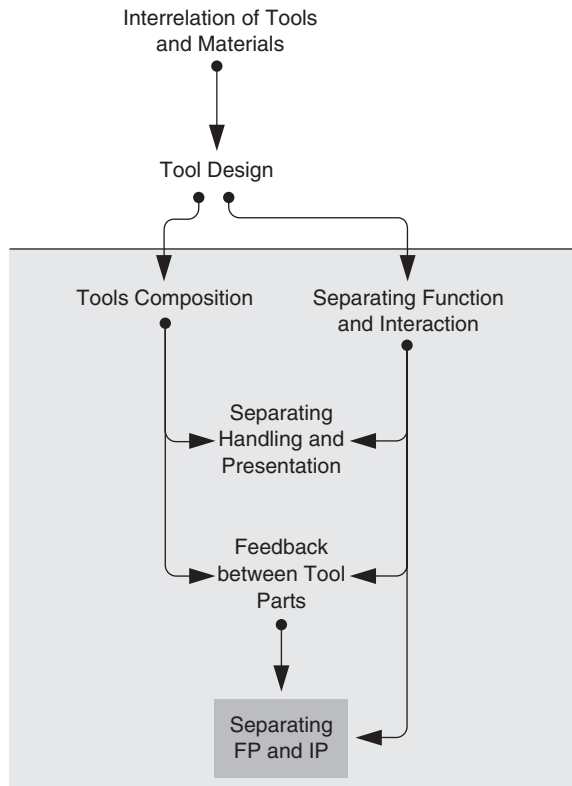 Interrelation of Tools
and Materials
Tool Design
Tools Composition
Separating Function
and Interaction
Separating
Handling and
Presentation
Feedback
between Tool
Parts
Separating
FP and IP